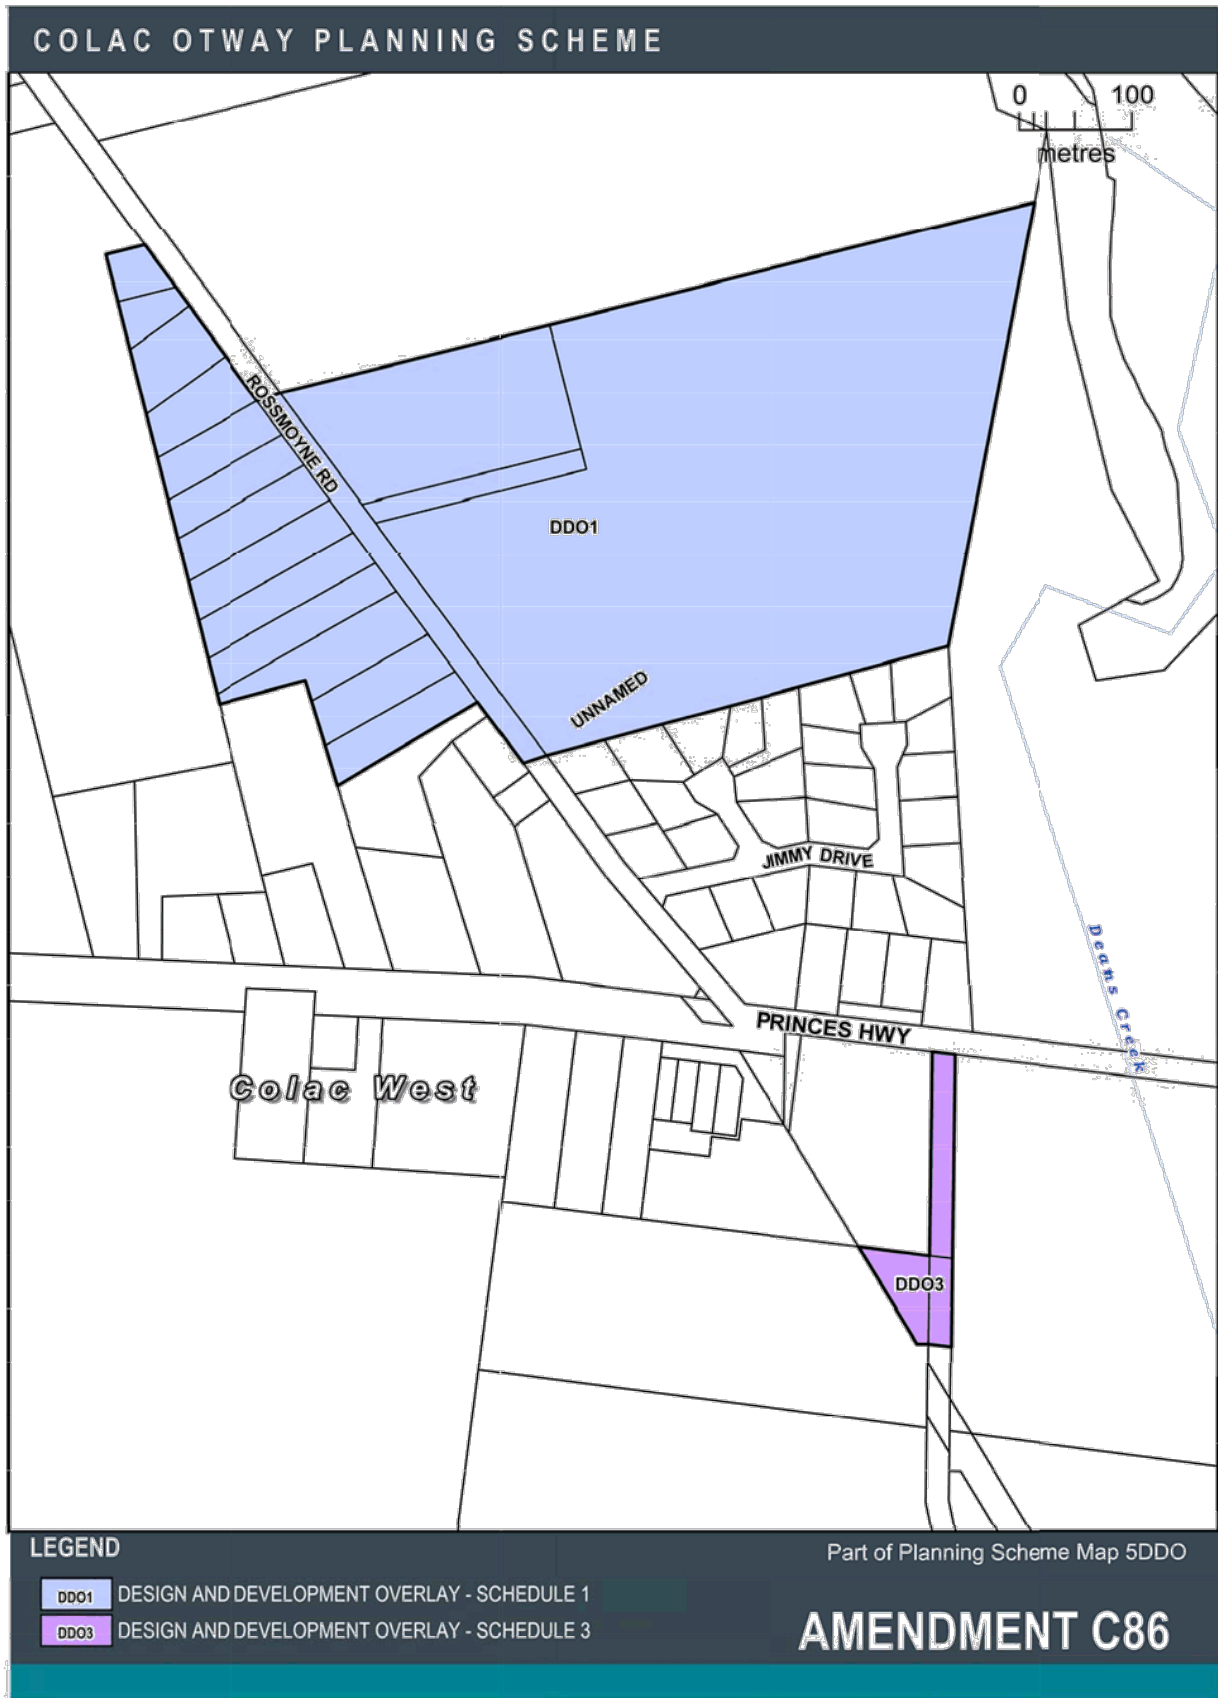 COLAC OTWAY PLANNING SCHEME
0 100
metres
ROSSMOYNE RD
DDO1
UNNAMED
JIMMY DRIVE
Deans Creek
PRINCES HWY
Colac West
DDO3
LEGEND
Part of Planning Scheme Map 5DDO
DDO1 DESIGN AND DEVELOPMENT OVERLAY - SCHEDULE 1
DDO3 DESIGN AND DEVELOPMENT OVERLAY - SCHEDULE 3
AMENDMENT C86